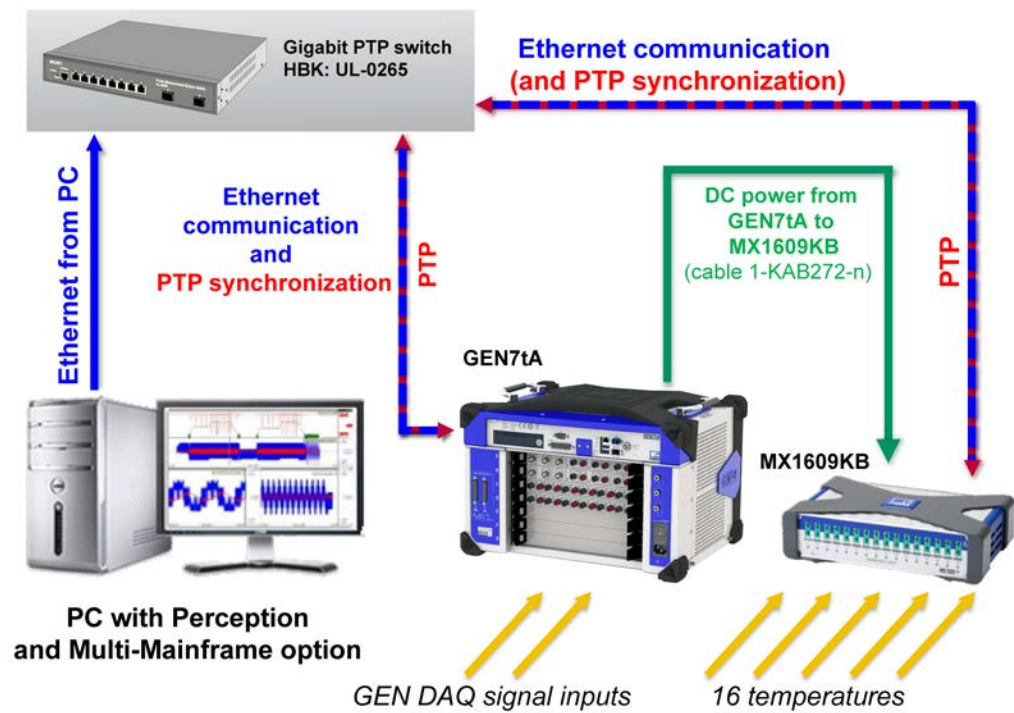 Gigabit PTP switch
HBK: UL-0265
Ethernet communication
(and PTP synchronization)
Ethernet from PC
Ethernet
communication
and
PTP synchronization
PTP
DC power from
GEN7tA to
MX1609KB
(cable 1-KAB272-n)
PTP
GEN7tA
MX1609KB
PC with Perception
and Multi-Mainframe option
GEN DAQ signal inputs
16 temperatures